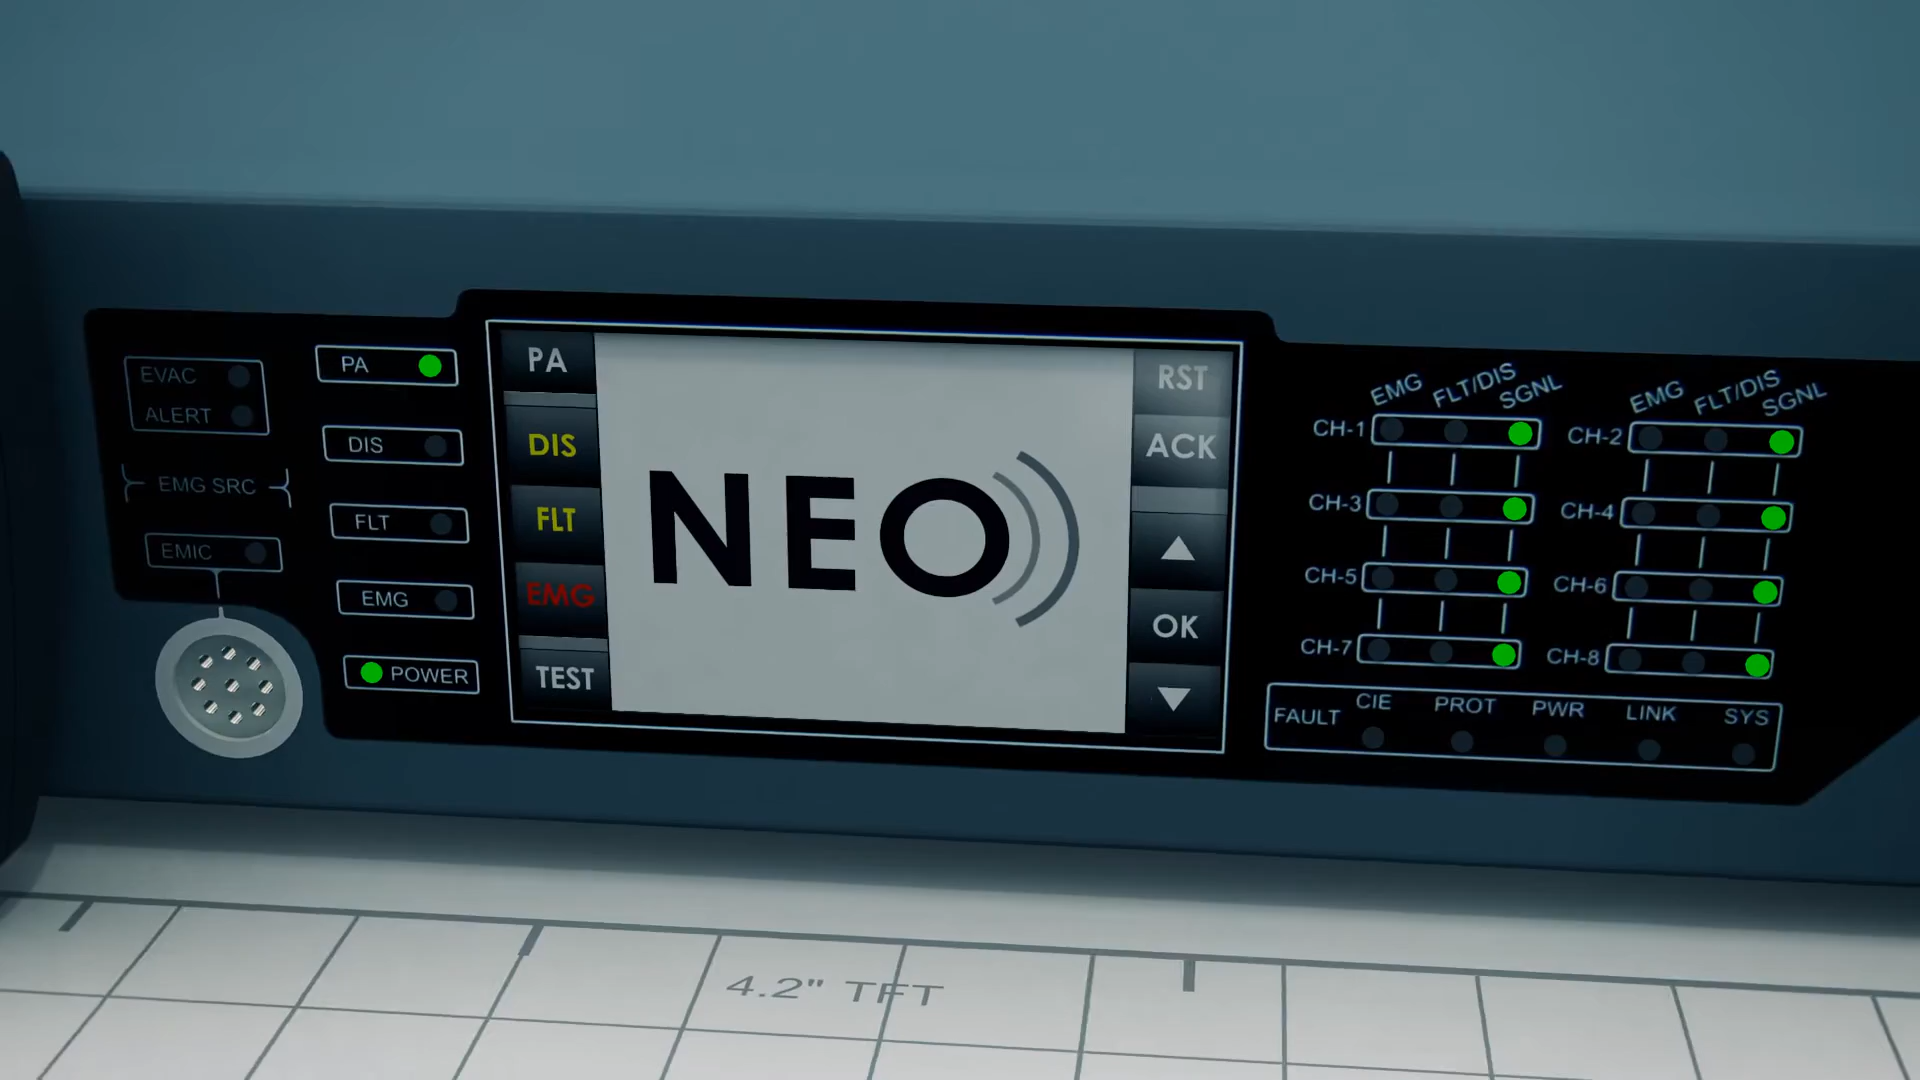 EVAC
ALERT
EMG SRC
EMIC
PA
DIS
FLT
EMG
POWER
PA
DIS
FLT
EMG
TEST
NEO
RST
ACK
OK
EMG FLT/DIS SGNL
EMG FLT/DIS SGNL
CH-1
CH-2
CH-3
CH-4
CH-5
CH-6
CH-7
CH-8
FAULT CIE PROT PWR LINK SYS
4.2" TFT